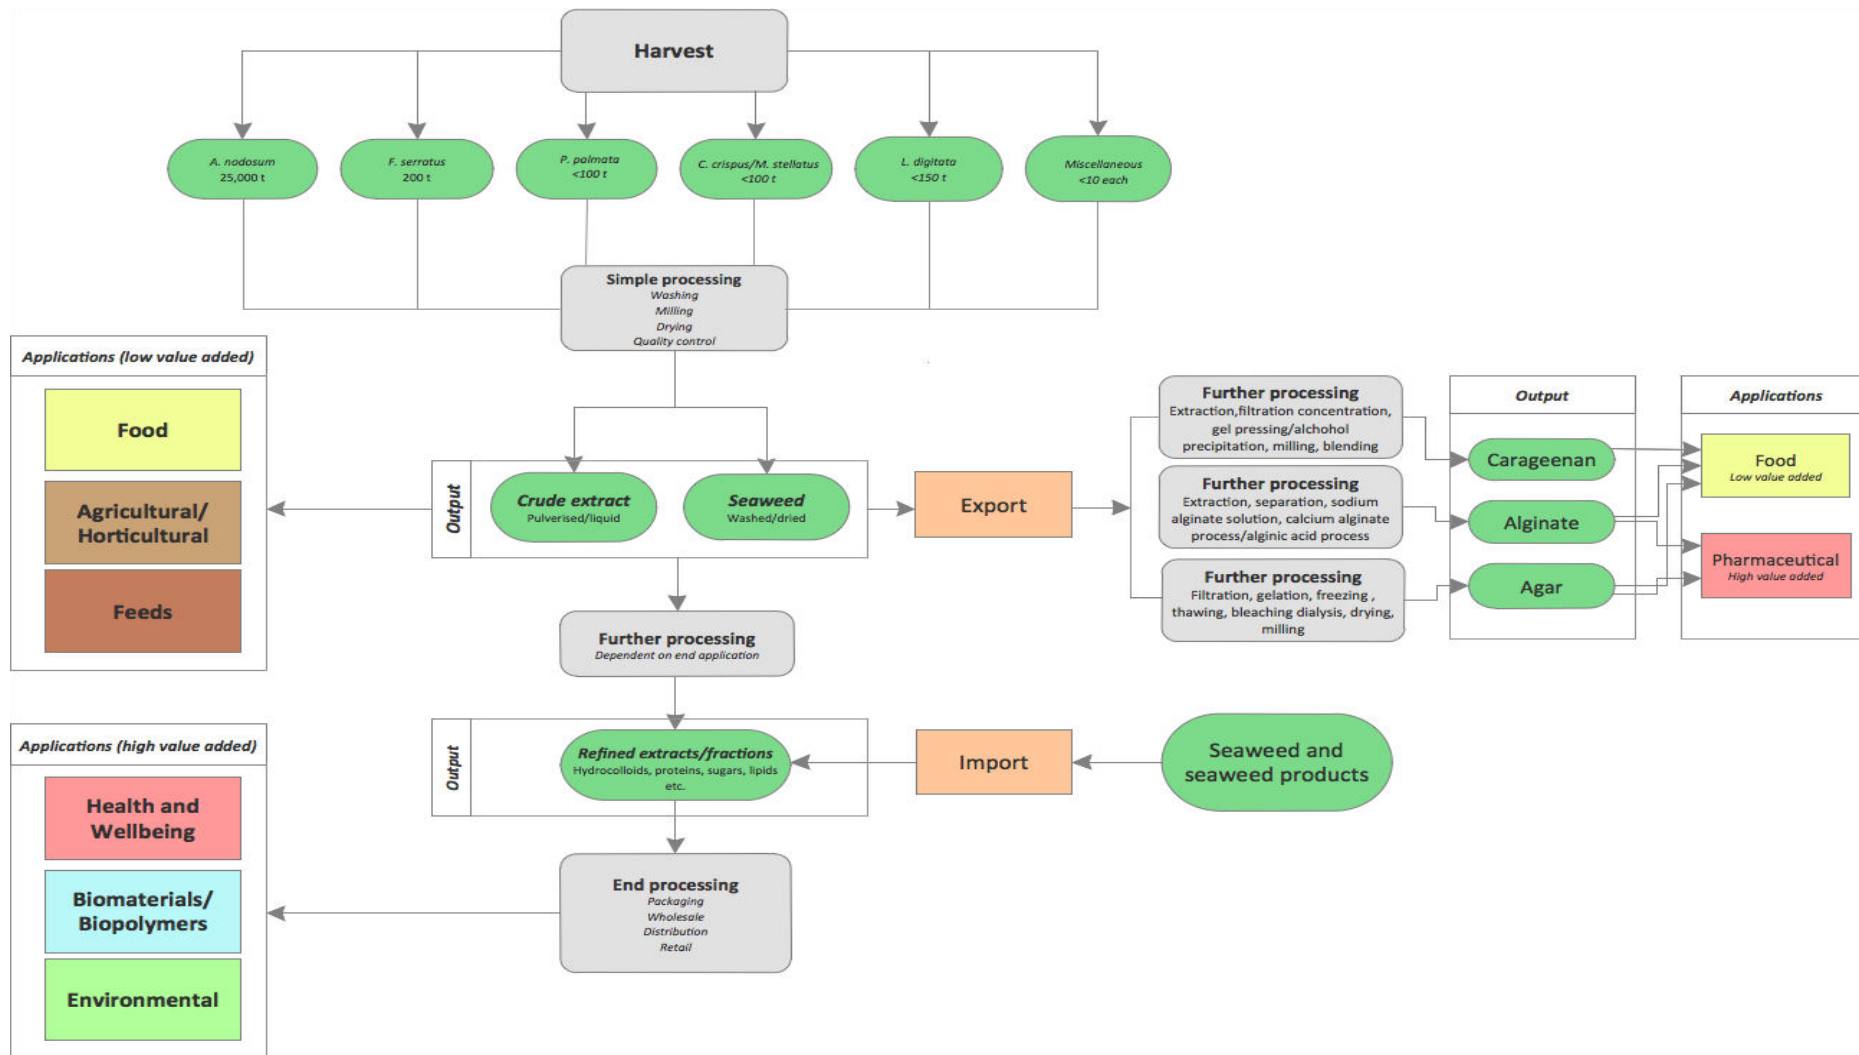 Harvest
A. nodosum
25,000 t
F. serratus
200 t
P. palmata
<100 t
C. crispus/M. stellatus
<100 t
L. digitata
<150 t
Miscellaneous
<10 each
Simple processing
Washing
Milling
Drying
Quality control
Applications (low value added)
Food
Agricultural/
Horticultural
Feeds
Output
Crude extract
Pulverised/liquid
Seaweed
Washed/dried
Export
Further processing
Extraction,filtration concentration,
gel pressing/alchohol
precipitation, milling, blending
Further processing
Extraction, separation, sodium
alginate solution, calcium alginate
process/alginic acid process
Further processing
Filtration, gelation, freezing ,
thawing, bleaching dialysis, drying,
milling
Output
Carageenan
Alginate
Agar
Applications
Food
Low value added
Pharmaceutical
High value added
Further processing
Dependent on end application
Applications (high value added)
Health and
Wellbeing
Biomaterials/
Biopolymers
Environmental
Output
Refined extracts/fractions
Hydrocolloids, proteins, sugars, lipids
etc.
Import
Seaweed and
seaweed products
End processing
Packaging
Wholesale
Distribution
Retail